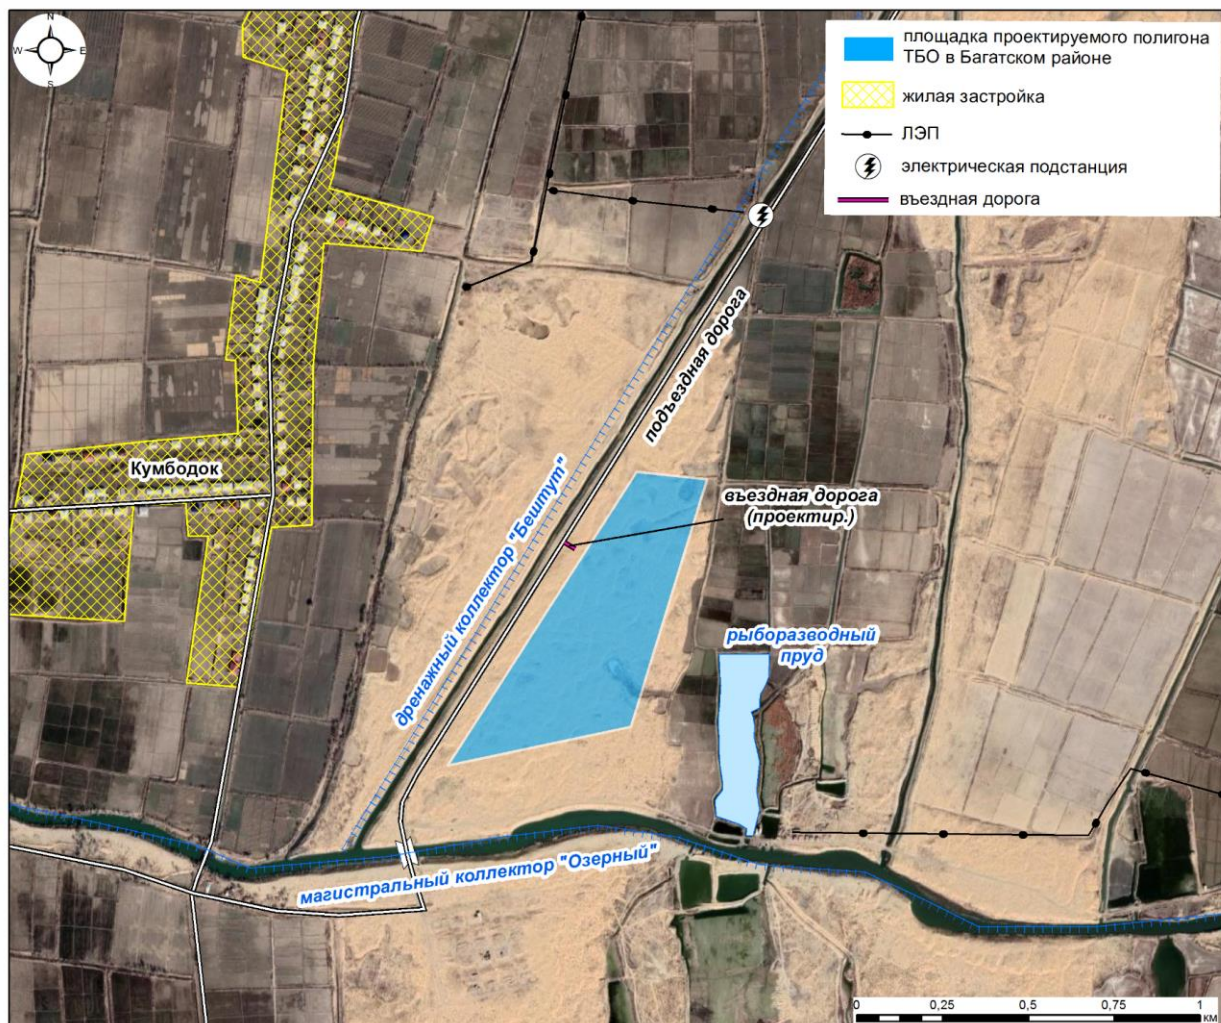 N
W
E
S
площадка проектируемого полигона
ТБО в Багатском районе
жилая застройка
ЛЭП
электрическая подстанция
въездная дорога
подъездная дорога
Кумбодок
дренажный коллектор "Бештут"
въездная дорога
(проектир.)
рыборазводный
пруд
магистральный коллектор "Озерный"
0 0,25 0,5 0,75 1
КМ